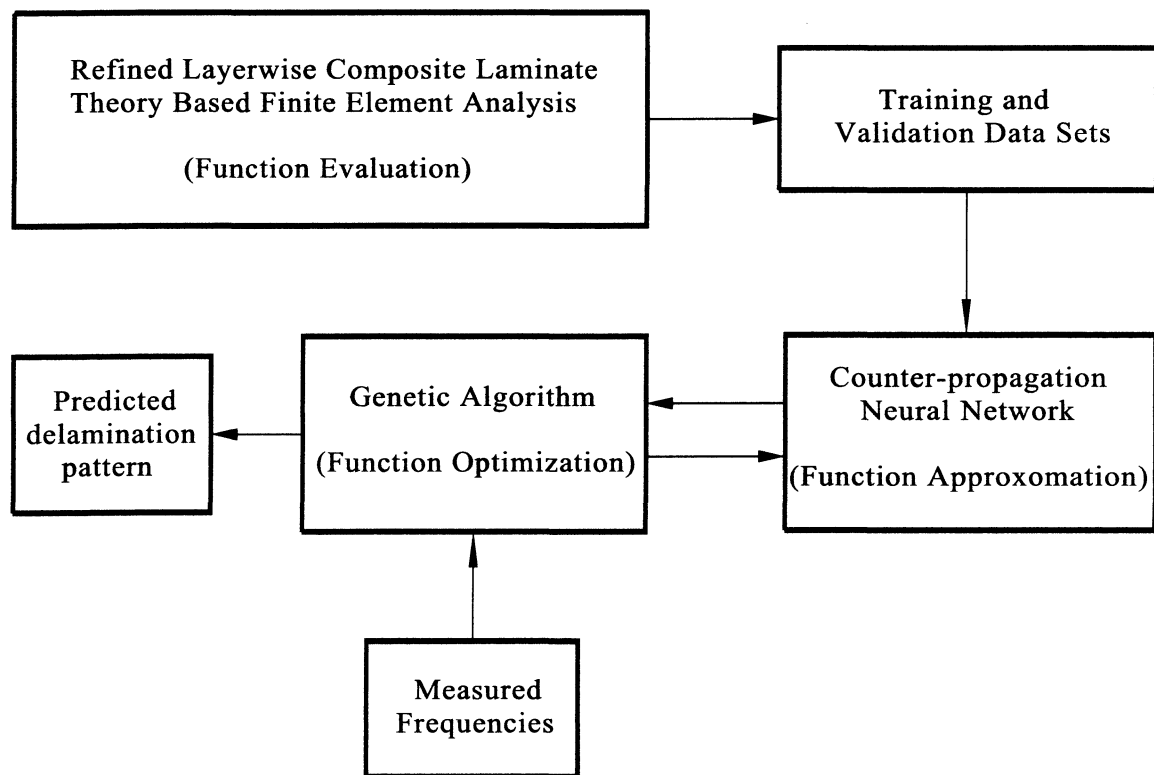 Refined Layerwise Composite Laminate
Theory Based Finite Element Analysis
(Function Evaluation)
Training and
Validation Data Sets
Predicted
delamination
pattern
Genetic Algorithm
(Function Optimization)
Counter-propagation
Neural Network
(Function Approxomation)
Measured
Frequencies